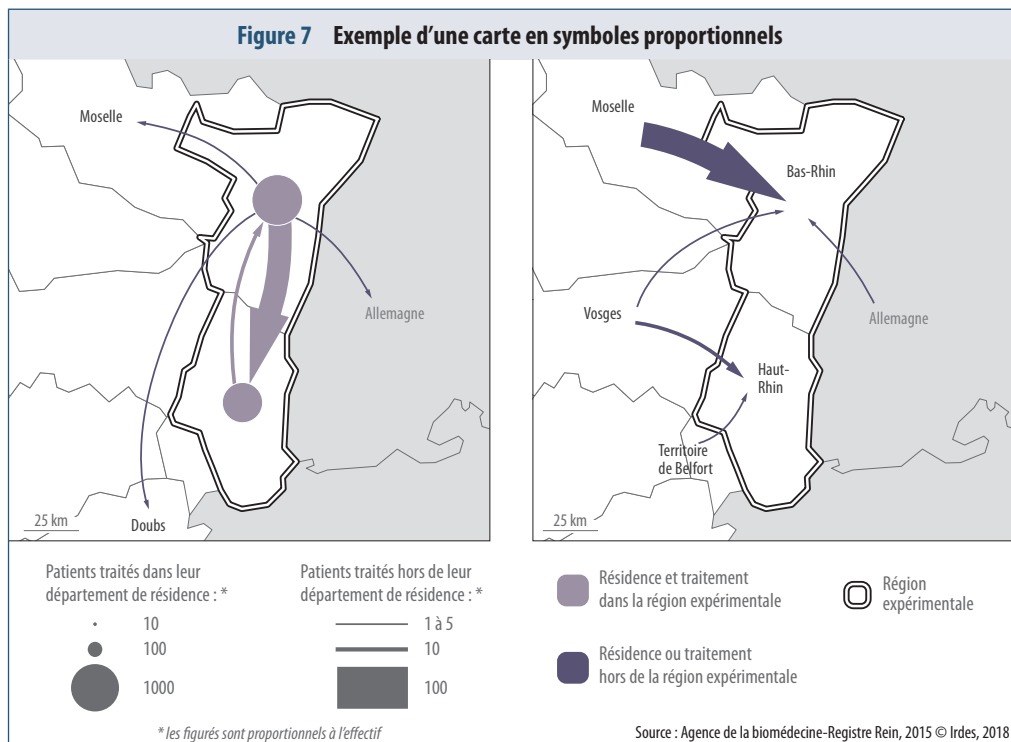 Figure 7 Exemple d'une carte en symboles proportionnels
Moselle
Allemagne
Doubs
25 km
Moselle
Bas-Rhin
Vosges
Allemagne
Haut-
Rhin
Territoire
de Belfort
25 km
Patients traités dans leur
département de résidence : *
10
100
1000
Patients traités hors de leur
département de résidence : *
1 à 5
10
100
* les figurés sont proportionnels à l'effectif
Résidence et traitement
dans la région expérimentale
Résidence ou traitement
hors de la région expérimentale
Région
expérimentale
Source : Agence de la biomédecine-Registre Rein, 2015 © Irdes, 2018